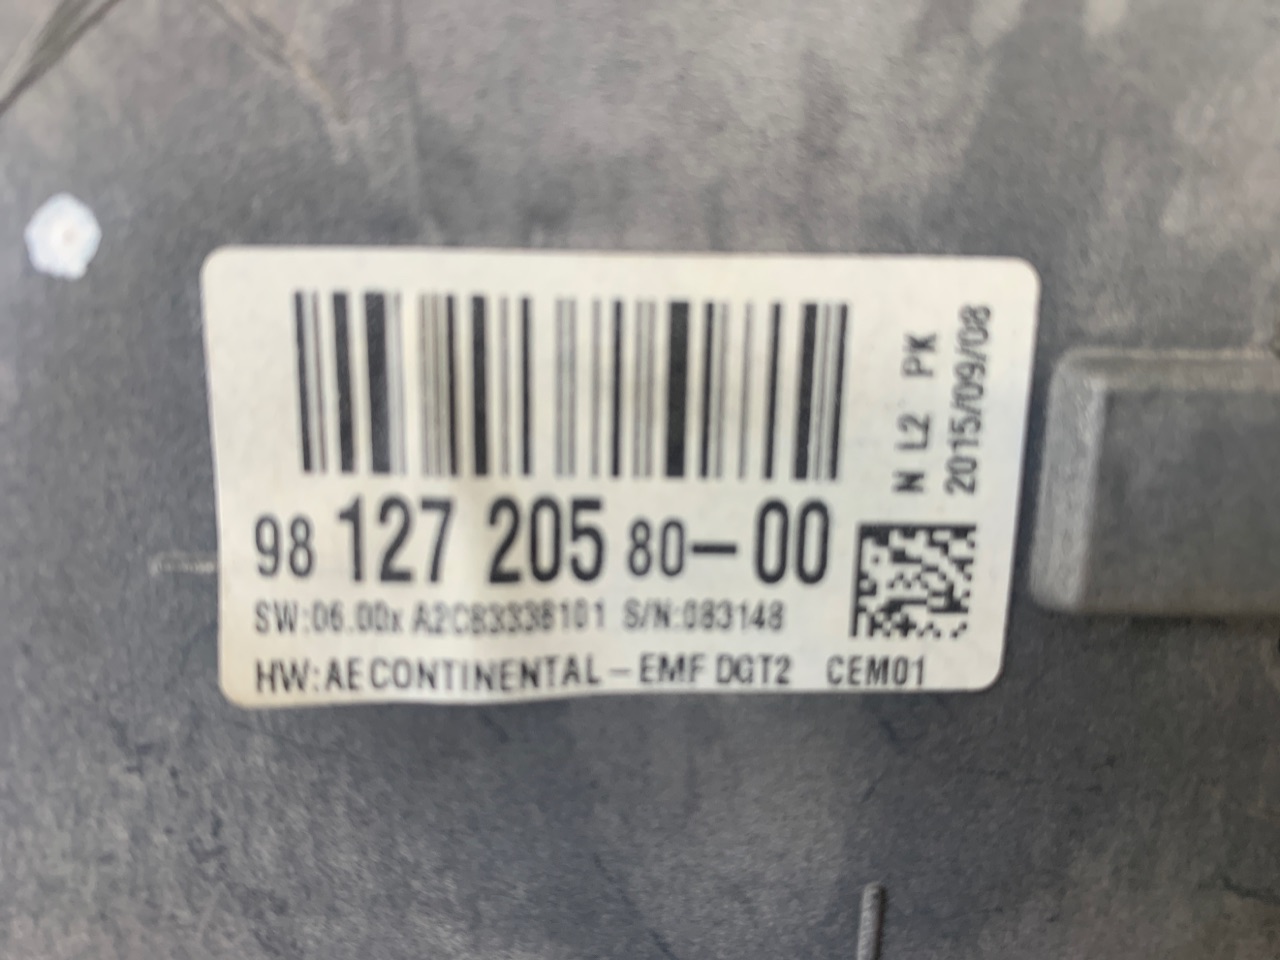 98 127 205 80-00
SW:06.00x A2C83338101 S/N:083148
HW:AE CONTINENTAL-EMF DGT2 CEM01
N L2 PK
2015/09/08